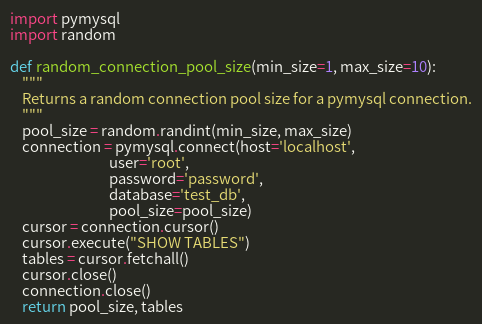 import pymysql
import random

def random_connection_pool_size(min_size=1, max_size=10):
    """
    Returns a random connection pool size for a pymysql connection.
    """
    pool_size = random.randint(min_size, max_size)
    connection = pymysql.connect(host='localhost',
                                 user='root',
                                 password='password',
                                 database='test_db',
                                 pool_size=pool_size)
    cursor = connection.cursor()
    cursor.execute("SHOW TABLES")
    tables = cursor.fetchall()
    cursor.close()
    connection.close()
    return pool_size, tables